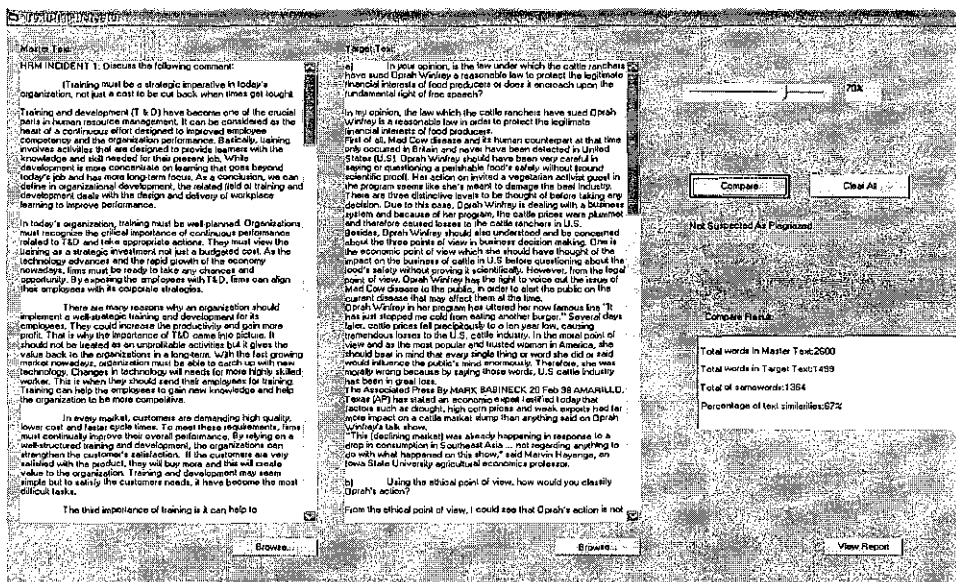 Master Text:
HRM INCIDENT 1: Discuss the following comment:
(Training must be a strategic imperative in today's
organization, not just a cost to be cut back when times get tought
Training and development (T & D) have become one of the crucial
parts in human resource management. It can be considered as the
heart of a continuous effort designed to improved employee
competency and the organization performance. Basically, training
involves activities that are designed to provide learners with the
knowledge and skill needed for their present job. While
development is more concentrate on learning that goes beyond
today's job and has more long-term focus. As a conclusion, we can
define in organizational development, the related field of training and
development deals with the design and delivery of workplace
learning to improve performance.
In today's organization, training must be well-planned. Organizations
must recognize the critical importance of continuous performance
related to T&D and take appropriate actions. They must view the
training as a strategic investment not just a budgeted cost. As the
technology advances and the rapid growth of the economy
nowadays, firms must be ready to take any chances and
opportunity. By exposing the employees with T&D, firms can align
their employees with its corporate strategies.
There are many reasons why an organization should
implement a well-strategic training and development for its
employees. They could increase the productivity and gain more
profit. That is why the importance of T&D came into picture. It
should not be treated as an unprofitable activities but it gives the
value back to the organizations in a long-term. With the fast growing
market nowadays, organization must be able to catch up with new
technology. Changes in technology will needs for more highly skilled
worker. This is when they should send their employees for training.
Training can help the employees to gain new knowledge and help
the organization to be more competitive.
In every market, customers are demanding high quality,
lower cost and faster cycle times. To meet these requirements, firms
must continually improve their overall performance. By relying on a
well-structured training and development, the organizations can
strengthen the customer's satisfaction. If the customers are very
satisfied with the product, they will buy more and this will create
value to the organization. Training and development may seem
simple but to satisfy the customers needs, it have become the most
difficult tasks.
The third importance of training is it can help to
Browse...
Target Text:
a) In your opinion, is the law under which the cattle ranchers
have sued Oprah Winfrey a reasonable law to protect the legitimate
financial interests of food producers or does it encroach upon the
fundamental right of free speech?
In my opinion, the law which the cattle ranchers have sued Oprah
Winfrey is a reasonable law in order to protect the legitimate
financial interests of food producers.
First of all, Mad Cow disease and its human counterpart at that time
only occured in Britain and never have been detected in United
States (U.S). Oprah Winfrey should have been very careful in
saying or questioning a perishable food's safety without sound
scientific proof. Her action on invited a vegetarian activist guest in
the program seems like she's meant to damage the beef industry.
There are three distinctive levels to be thought of before taking any
decision. Due to this case, Oprah Winfrey is dealing with a business
system and because of her program, the cattle prices were plummet
and therefore caused losses to the cattle ranchers in U.S.
Besides, Oprah Winfrey should also understand and be concerned
about the three points of view in business decision making. One is
the economic point of view which she should have thought of the
impact on the business of cattle in U.S before questioning about the
food's safety without proving it scientifically. However, from the legal
point of view, Oprah Winfrey has the right to voice out the issue of
Mad Cow disease to the public, in order to alert the public on the
current disease that may effect them at the time.
Oprah Winfrey in her program has uttered her now famous line "It
has just stopped me cold from eating another burger." Several days
later, cattle prices fell precipitously to a ten year low, causing
tremendous losses to the U.S. cattle industry. In the moral point of
view and as the most popular and trusted woman in America, she
should bear in mind that every single thing or word she did or said
would influence the public's mind enormously. Therefore, she was
morally wrong because by saying those words, U.S cattle industry
has been in great loss.
The Associated Press By MARK BABINECK 20 Feb 98 AMARILLO,
Texas (AP) has stated an economic expert testified today that
factors such as drought, high corn prices and weak exports had far
more impact on a cattle market slump than anything said on Oprah
Winfrey's talk show.
"This (declining market) was already happening in response to a
drop in consumption in Southeast Asia ... not regarding anything to
do with what happened on this show," said Marvin Hayenga, an
Iowa State University agricultural economics professor.
b) Using the ethical point of view, how would you classify
Oprah's action?
From the ethical point of view, I could see that Oprah's action is not
Browse...
70%
Compare
Clear All
Not Suspected As Plagiarized
Compare Result:
Total words in Master Text:2600
Total words in Target Text:1499
Total of samewords:1364
Percentage of text similarities:67%
View Report